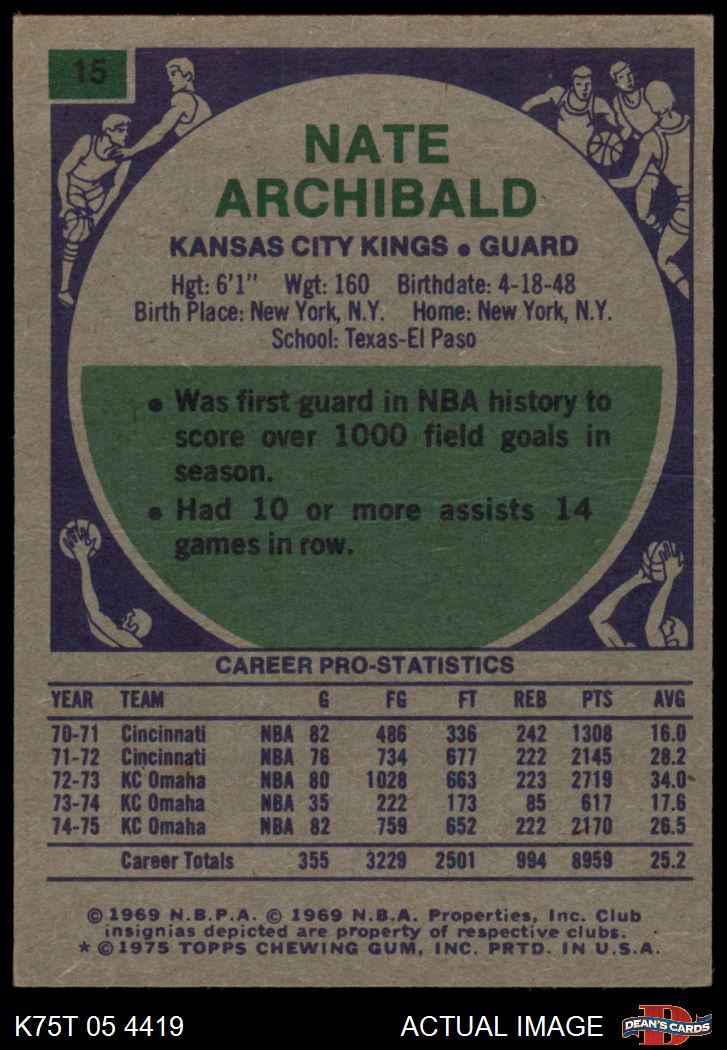 15
NATE
ARCHIBALD
KANSAS CITY KINGS • GUARD
Hgt: 6'1" Wgt: 160 Birthdate: 4-18-48
Birth Place: New York, N.Y. Home: New York, N.Y.
School: Texas-El Paso
• Was first guard in NBA history to
score over 1000 field goals in
season.
• Had 10 or more assists 14
games in row.
CAREER PRO-STATISTICS
YEAR TEAM G FG FT REB PTS AVG
70-71 Cincinnati NBA 82 486 336 242 1308 16.0
71-72 Cincinnati NBA 76 734 677 222 2145 28.2
72-73 KC Omaha NBA 80 1028 663 223 2719 34.0
73-74 KC Omaha NBA 35 222 173 85 617 17.6
74-75 KC Omaha NBA 82 759 652 222 2170 26.5
Career Totals 355 3229 2501 994 8959 25.2
© 1969 N.B.P.A. © 1969 N.B.A. Properties, Inc. Club
insignias depicted are property of respective clubs.
* © 1975 TOPPS CHEWING GUM, INC. PRTD. IN U.S.A.
K75T 05 4419 ACTUAL IMAGE
D
DEAN'S CARDS